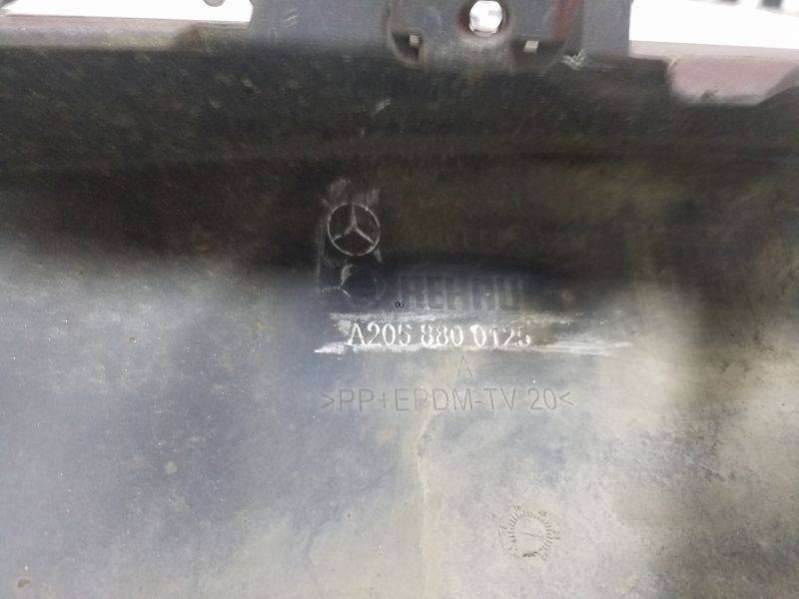 REHAU
A205 880 0125
A
>PP+EPDM-TV 20<